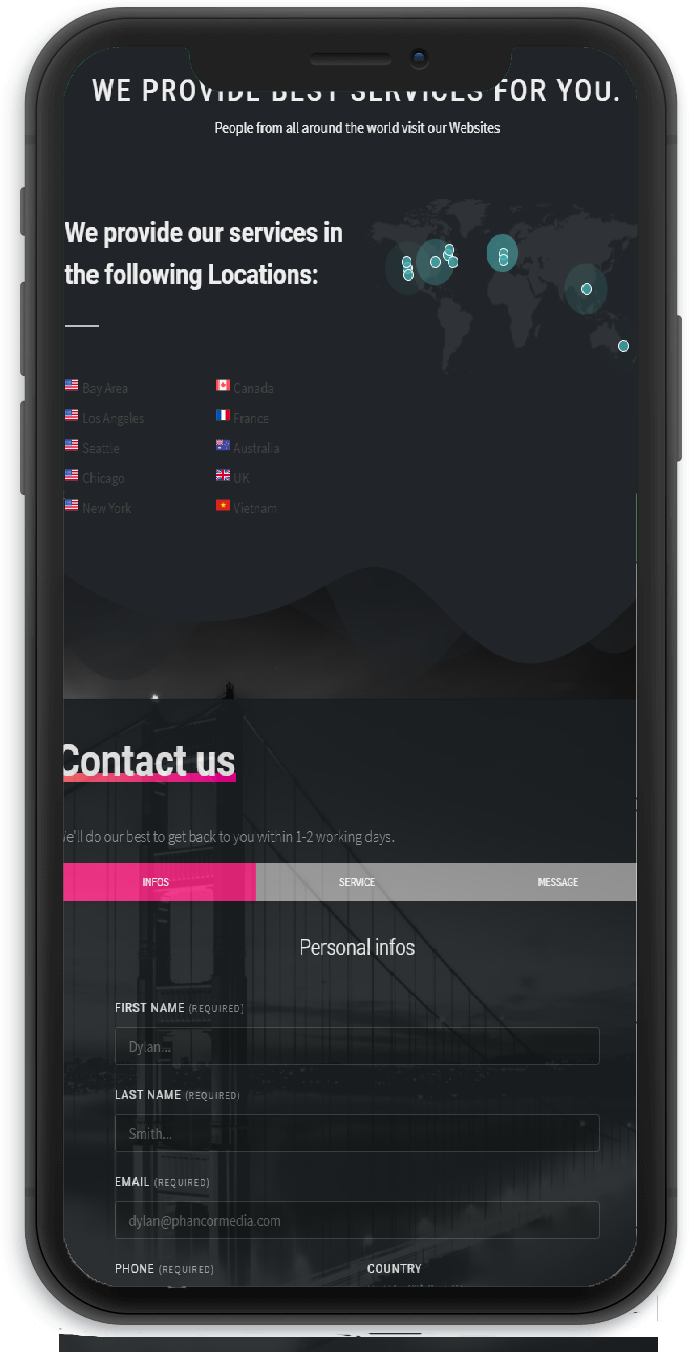 WE PROVIDE BEST SERVICES FOR YOU.
People from all around the world visit our Websites
We provide our services in
the following Locations:
Bay Area
Canada
Los Angeles
France
Seattle
Australia
Chicago
UK
New York
Vietnam
Contact us
We'll do our best to get back to you within 1-2 working days.
INFOS
SERVICE
MESSAGE
Personal infos
FIRST NAME (REQUIRED)
Dylan...
LAST NAME (REQUIRED)
Smith...
EMAIL (REQUIRED)
dylan@phancormedia.com
PHONE (REQUIRED)
COUNTRY